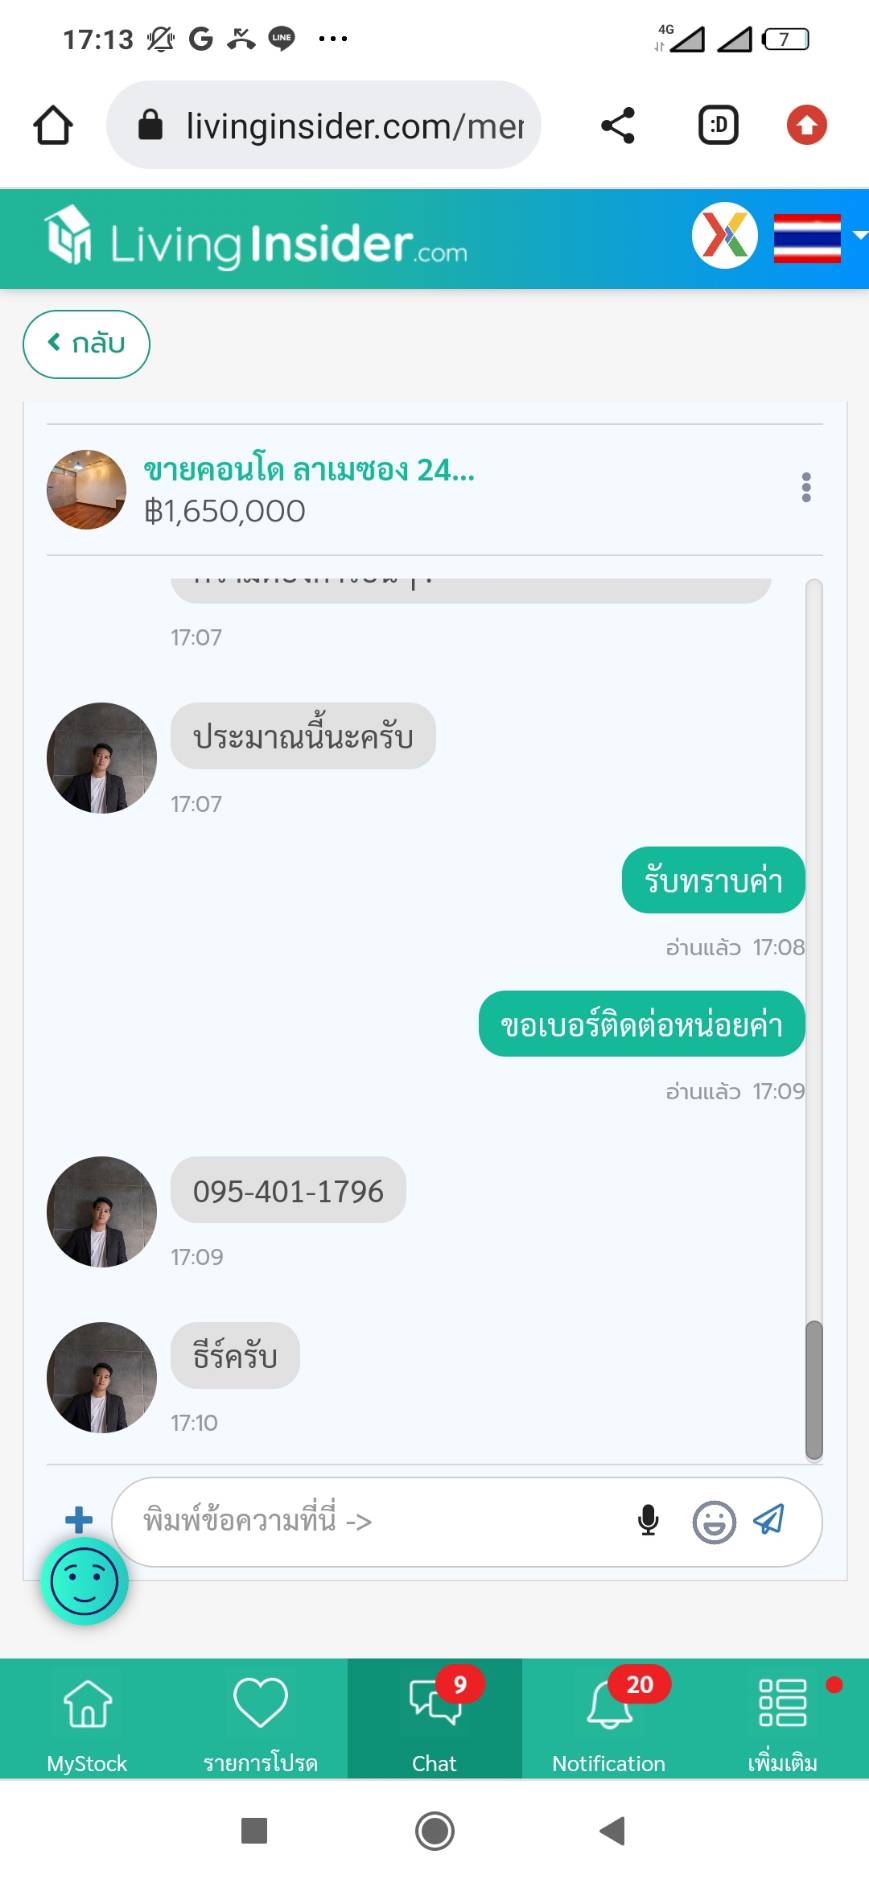 17:13
LINE
4G
7
livinginsider.com/mer
:D
LivingInsider.com
กลับ
ขายคอนโด ลาเมซอง 24...
฿1,650,000
17:07
ประมาณนี้นะครับ
17:07
รับทราบค่า
อ่านแล้ว 17:08
ขอเบอร์ติดต่อหน่อยค่า
อ่านแล้ว 17:09
095-401-1796
17:09
ธีร์ครับ
17:10
พิมพ์ข้อความที่นี่ ->
9
20
MyStock
รายการโปรด
Chat
Notification
เพิ่มเติม